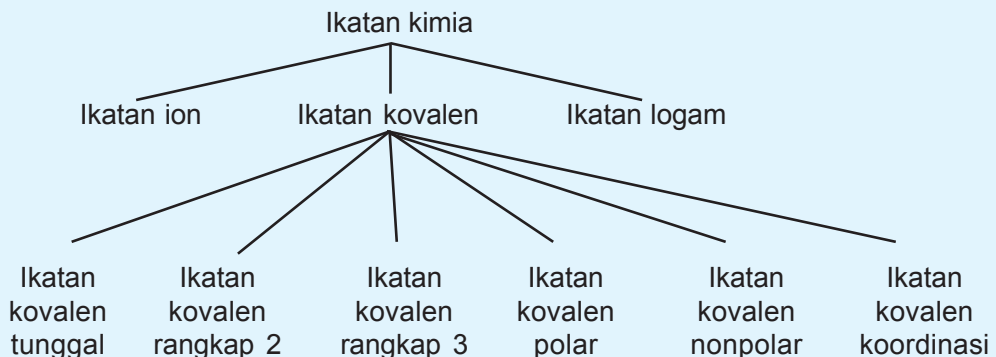 Ikatan kimia
Ikatan ion
Ikatan kovalen
Ikatan logam
Ikatan
kovalen
tunggal
Ikatan
kovalen
rangkap 2
Ikatan
kovalen
rangkap 3
Ikatan
kovalen
polar
Ikatan
kovalen
nonpolar
Ikatan
kovalen
koordinasi